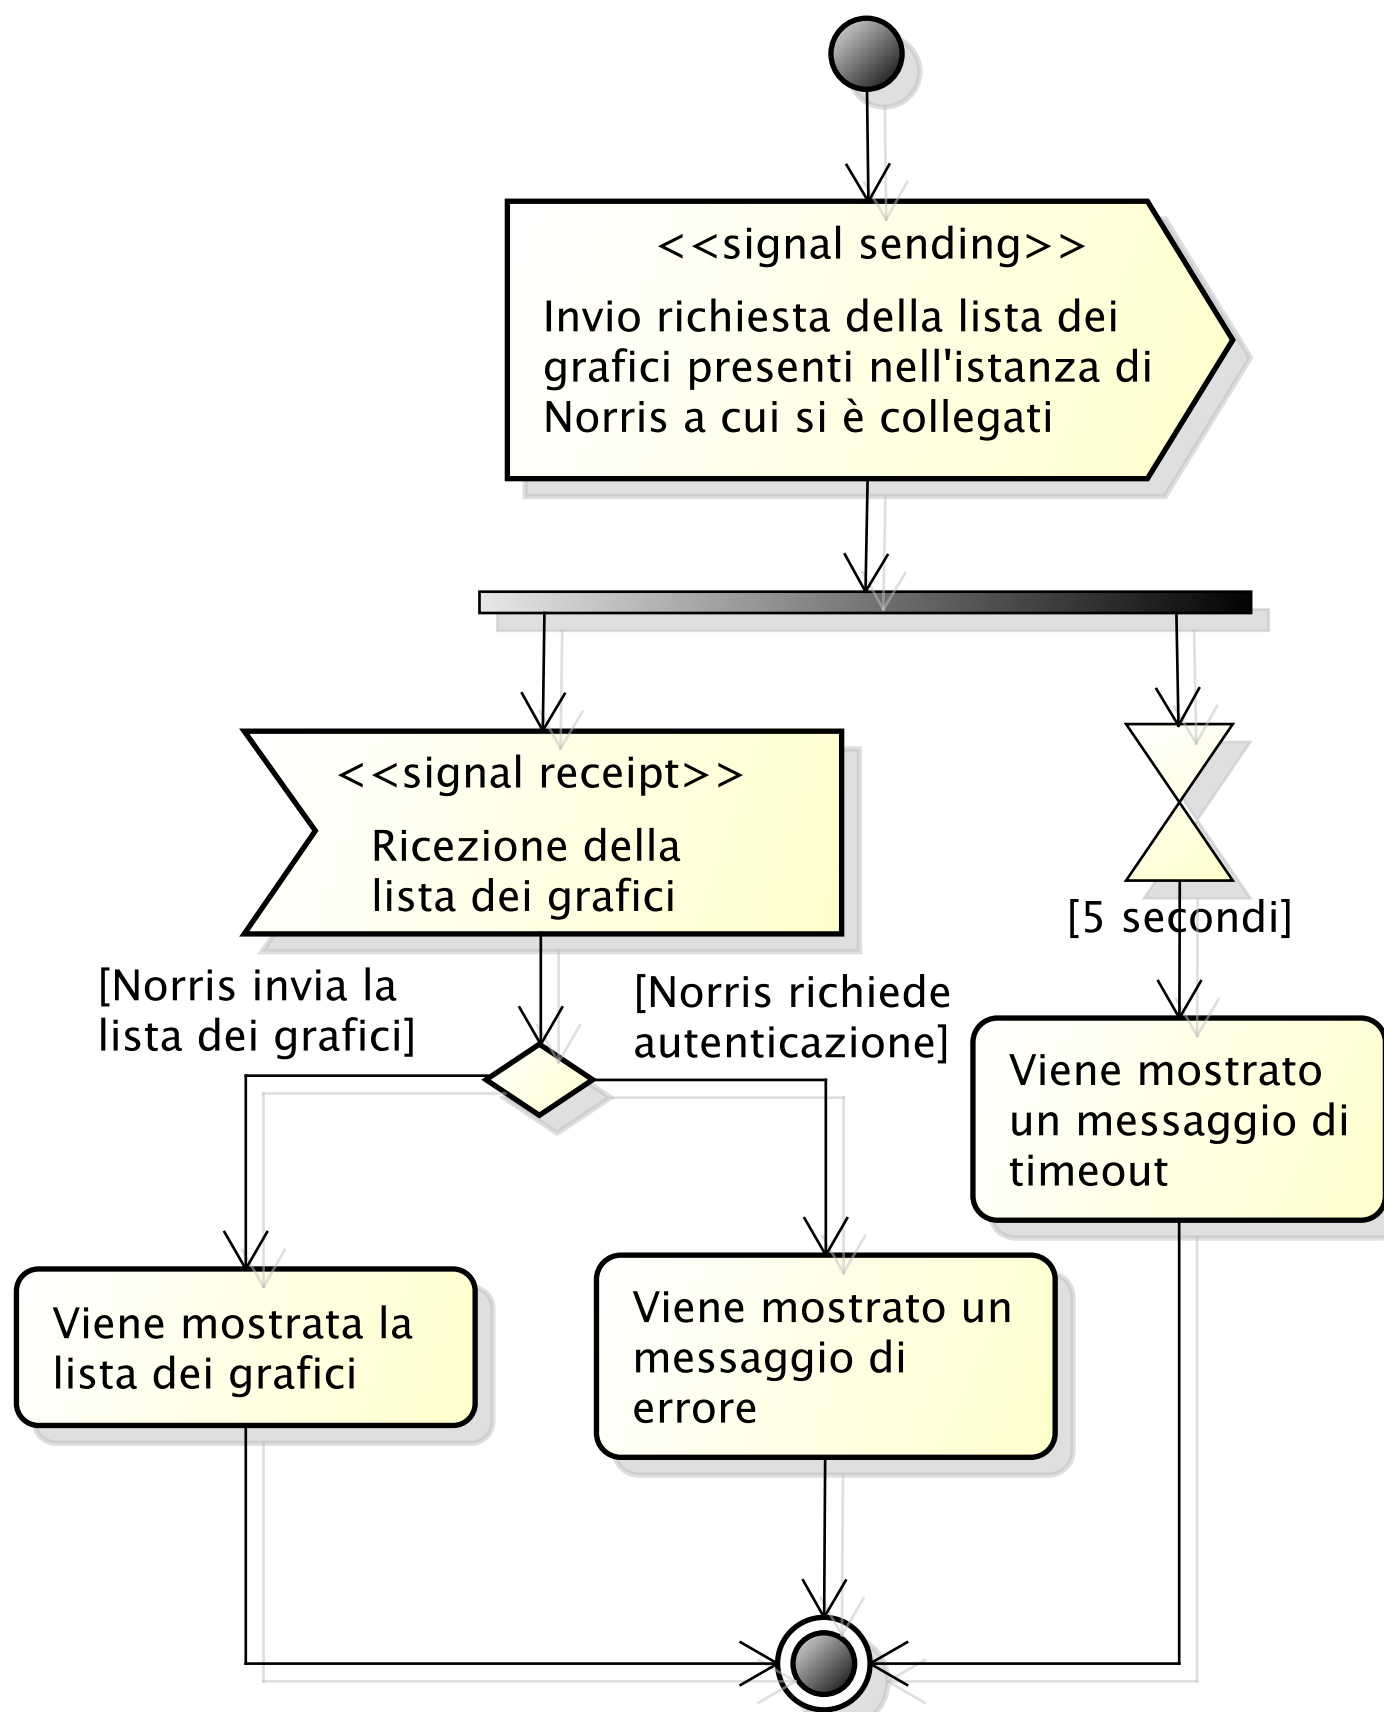 <<signal sending>>
Invio richiesta della lista dei
grafici presenti nell'istanza di
Norris a cui si è collegati
<<signal receipt>>
Ricezione della
lista dei grafici
[5 secondi]
[Norris invia la
lista dei grafici]
[Norris richiede
autenticazione]
Viene mostrato
un messaggio di
timeout
Viene mostrata la
lista dei grafici
Viene mostrato un
messaggio di
errore